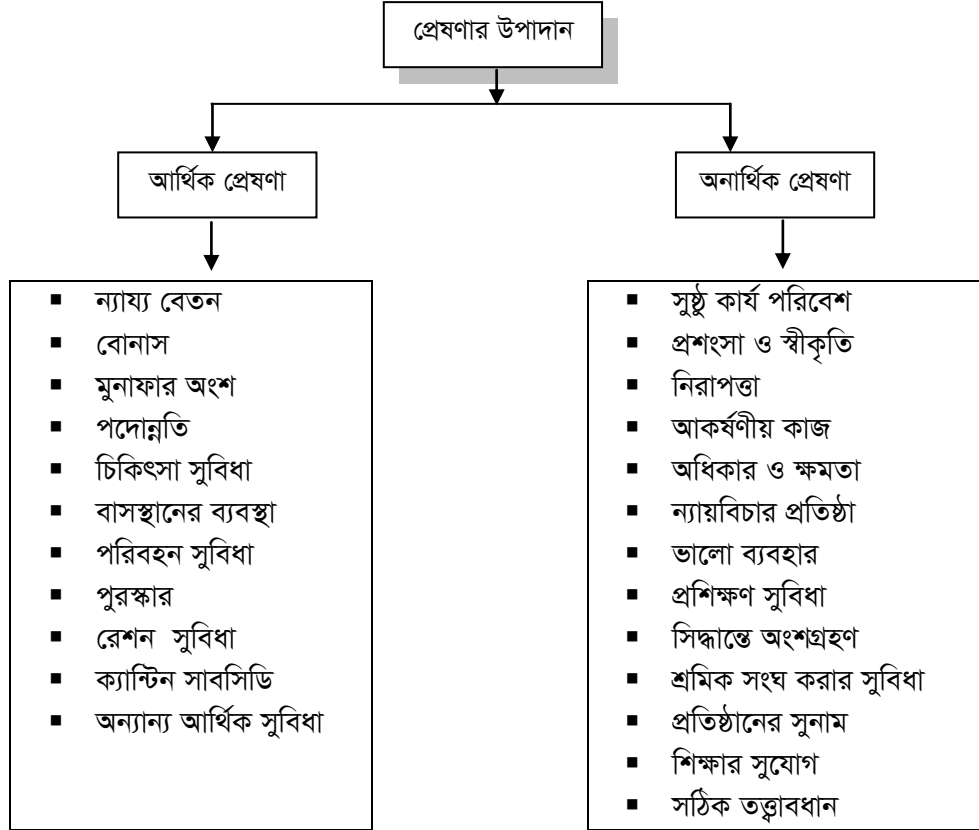 প্রেষণার উপাদান
আর্থিক প্রেষণা
অনার্থিক প্রেষণা
▪ ন্যায্য বেতন
▪ বোনাস
▪ মুনাফার অংশ
▪ পদোন্নতি
▪ চিকিৎসা সুবিধা
▪ বাসস্থানের ব্যবস্থা
▪ পরিবহন সুবিধা
▪ পুরস্কার
▪ রেশন সুবিধা
▪ ক্যান্টিন সাবসিডি
▪ অন্যান্য আর্থিক সুবিধা
▪ সুষ্ঠু কার্য পরিবেশ
▪ প্রশংসা ও স্বীকৃতি
▪ নিরাপত্তা
▪ আকর্ষণীয় কাজ
▪ অধিকার ও ক্ষমতা
▪ ন্যায়বিচার প্রতিষ্ঠা
▪ ভালো ব্যবহার
▪ প্রশিক্ষণ সুবিধা
▪ সিদ্ধান্তে অংশগ্রহণ
▪ শ্রমিক সংঘ করার সুবিধা
▪ প্রতিষ্ঠানের সুনাম
▪ শিক্ষার সুযোগ
▪ সঠিক তত্ত্বাবধান